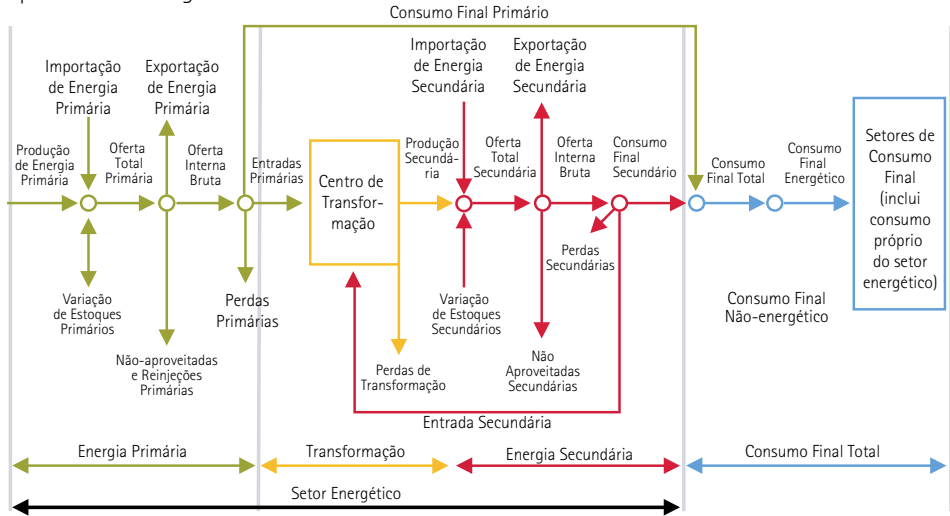 Consumo Final Primário
Importação
de Energia
Primária
Exportação
de Energia
Primária
Importação
de Energia
Secundária
Exportação
de Energia
Secundária
Produção
de Energia
Primária
Oferta
Total
Primária
Oferta
Interna
Bruta
Entradas
Primárias
Centro de
Transfor-
mação
Produção
Secundá-
ria
Oferta
Total
Secundária
Oferta
Interna
Bruta
Consumo
Final
Secundário
Consumo
Final Total
Consumo
Final
Energético
Setores de
Consumo
Final
(inclui
consumo
próprio
do setor
energético)
Variação
de Estoques
Primários
Perdas
Primárias
Não-aproveitadas
e Reinjeções
Primárias
Perdas de
Transformação
Variação
de Estoques
Secundários
Perdas
Secundárias
Não
Aproveitadas
Secundárias
Consumo Final
Não-energético
Entrada Secundária
Energia Primária
Transformação
Energia Secundária
Consumo Final Total
Setor Energético